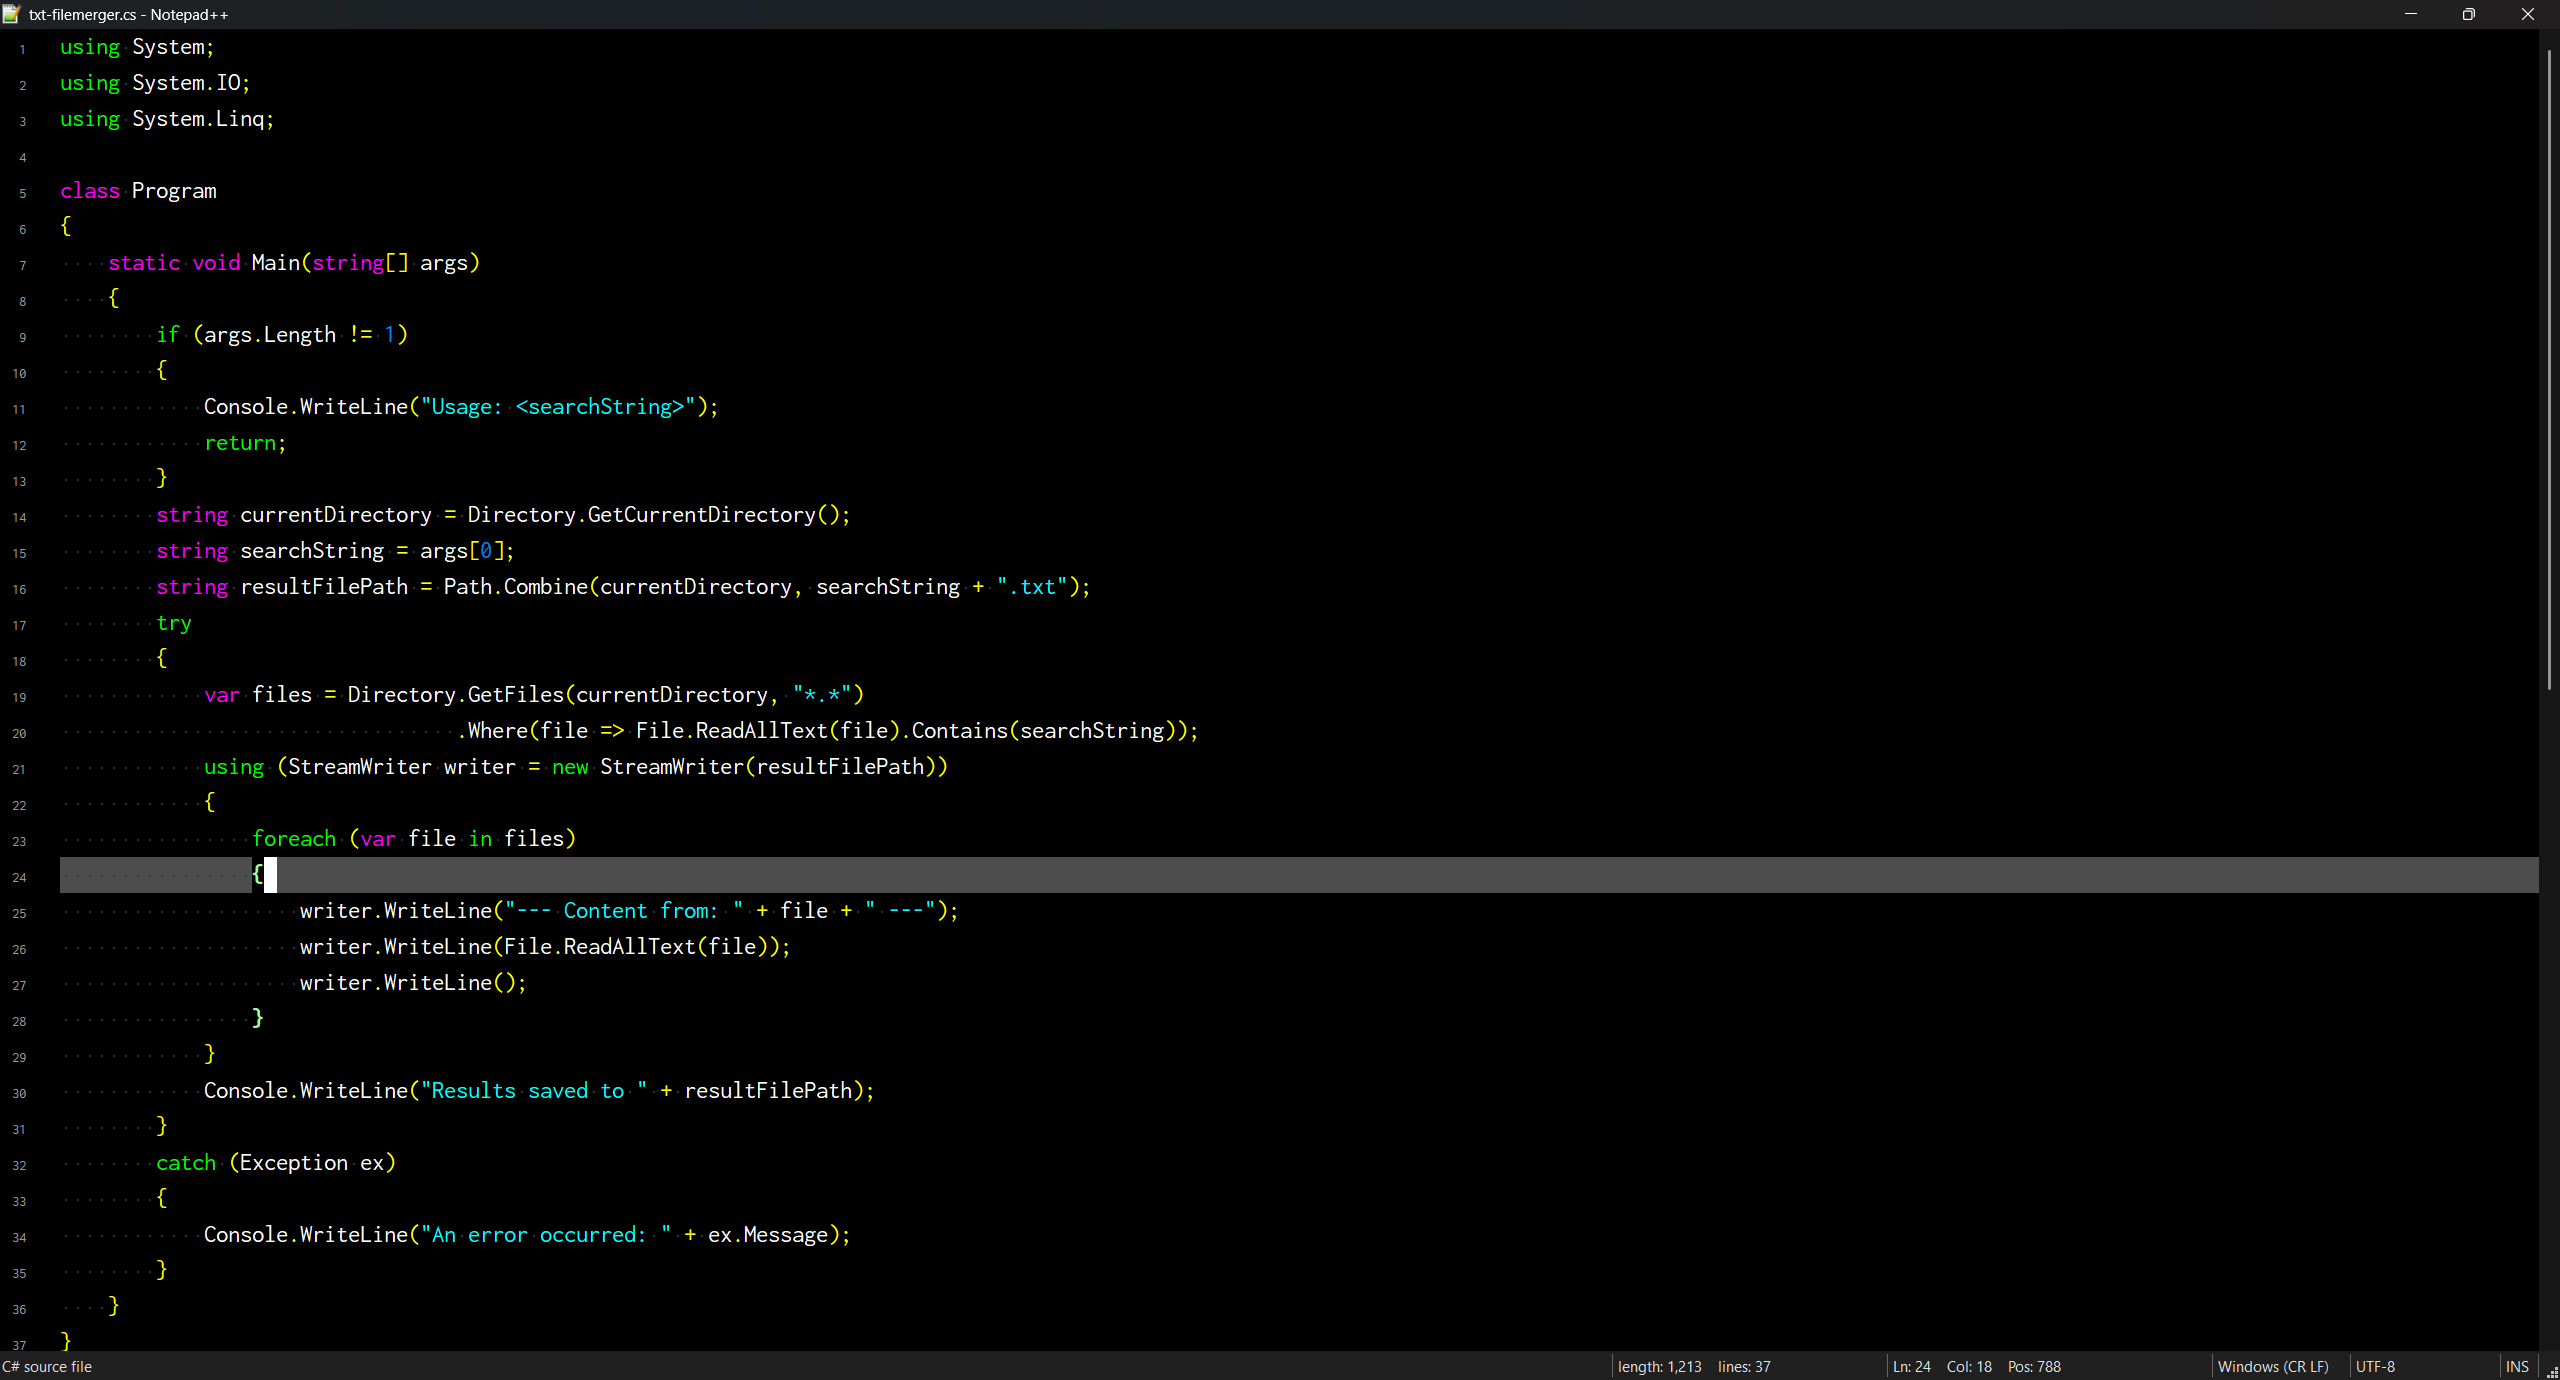 txt-filemerger.cs - Notepad++
1 using System;
2 using System.IO;
3 using System.Linq;
4
5 class Program
6 {
7     static void Main(string[] args)
8     {
9         if (args.Length != 1)
10         {
11             Console.WriteLine("Usage: <searchString>");
12             return;
13         }
14         string currentDirectory = Directory.GetCurrentDirectory();
15         string searchString = args[0];
16         string resultFilePath = Path.Combine(currentDirectory, searchString + ".txt");
17         try
18         {
19             var files = Directory.GetFiles(currentDirectory, "*.*")
20                                  .Where(file => File.ReadAllText(file).Contains(searchString));
21             using (StreamWriter writer = new StreamWriter(resultFilePath))
22             {
23                 foreach (var file in files)
24                 {
25                     writer.WriteLine("--- Content from: " + file + " ---");
26                     writer.WriteLine(File.ReadAllText(file));
27                     writer.WriteLine();
28                 }
29             }
30             Console.WriteLine("Results saved to " + resultFilePath);
31         }
32         catch (Exception ex)
33         {
34             Console.WriteLine("An error occurred: " + ex.Message);
35         }
36     }
37 }
C# source file length: 1,213 lines: 37 Ln: 24 Col: 18 Pos: 788 Windows (CR LF) UTF-8 INS